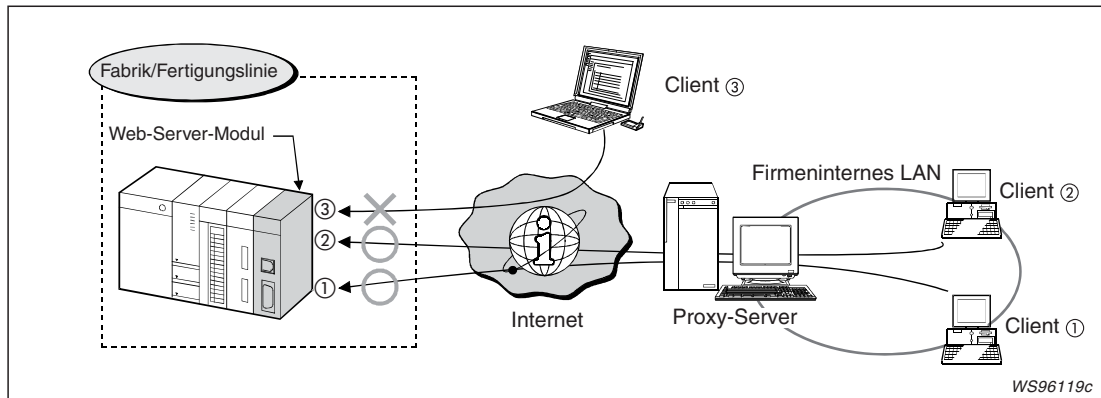 Fabrik/Fertigungslinie
Web-Server-Modul
Client ③
Firmeninternes LAN
Client ②
③
②
①
i
Internet
Proxy-Server
Client ①
WS96119c